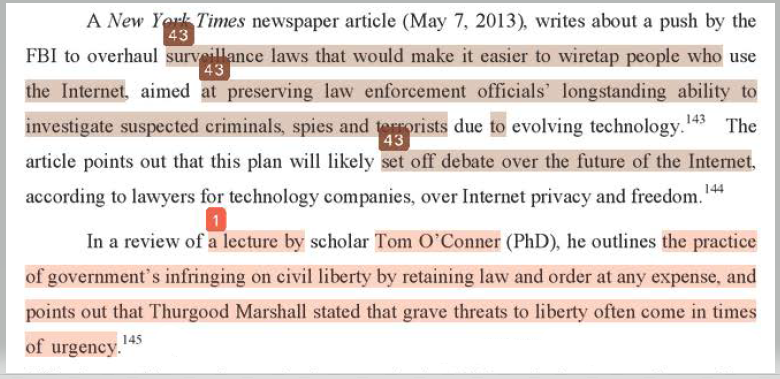 A New York Times newspaper article (May 7, 2013), writes about a push by the
43
FBI to overhaul surveillance laws that would make it easier to wiretap people who use
43
the Internet, aimed at preserving law enforcement officials’ longstanding ability to
investigate suspected criminals, spies and terrorists due to evolving technology.143 The
43
article points out that this plan will likely set off debate over the future of the Internet,
according to lawyers for technology companies, over Internet privacy and freedom.144
1
In a review of a lecture by scholar Tom O’Conner (PhD), he outlines the practice
of government’s infringing on civil liberty by retaining law and order at any expense, and
points out that Thurgood Marshall stated that grave threats to liberty often come in times
of urgency.145